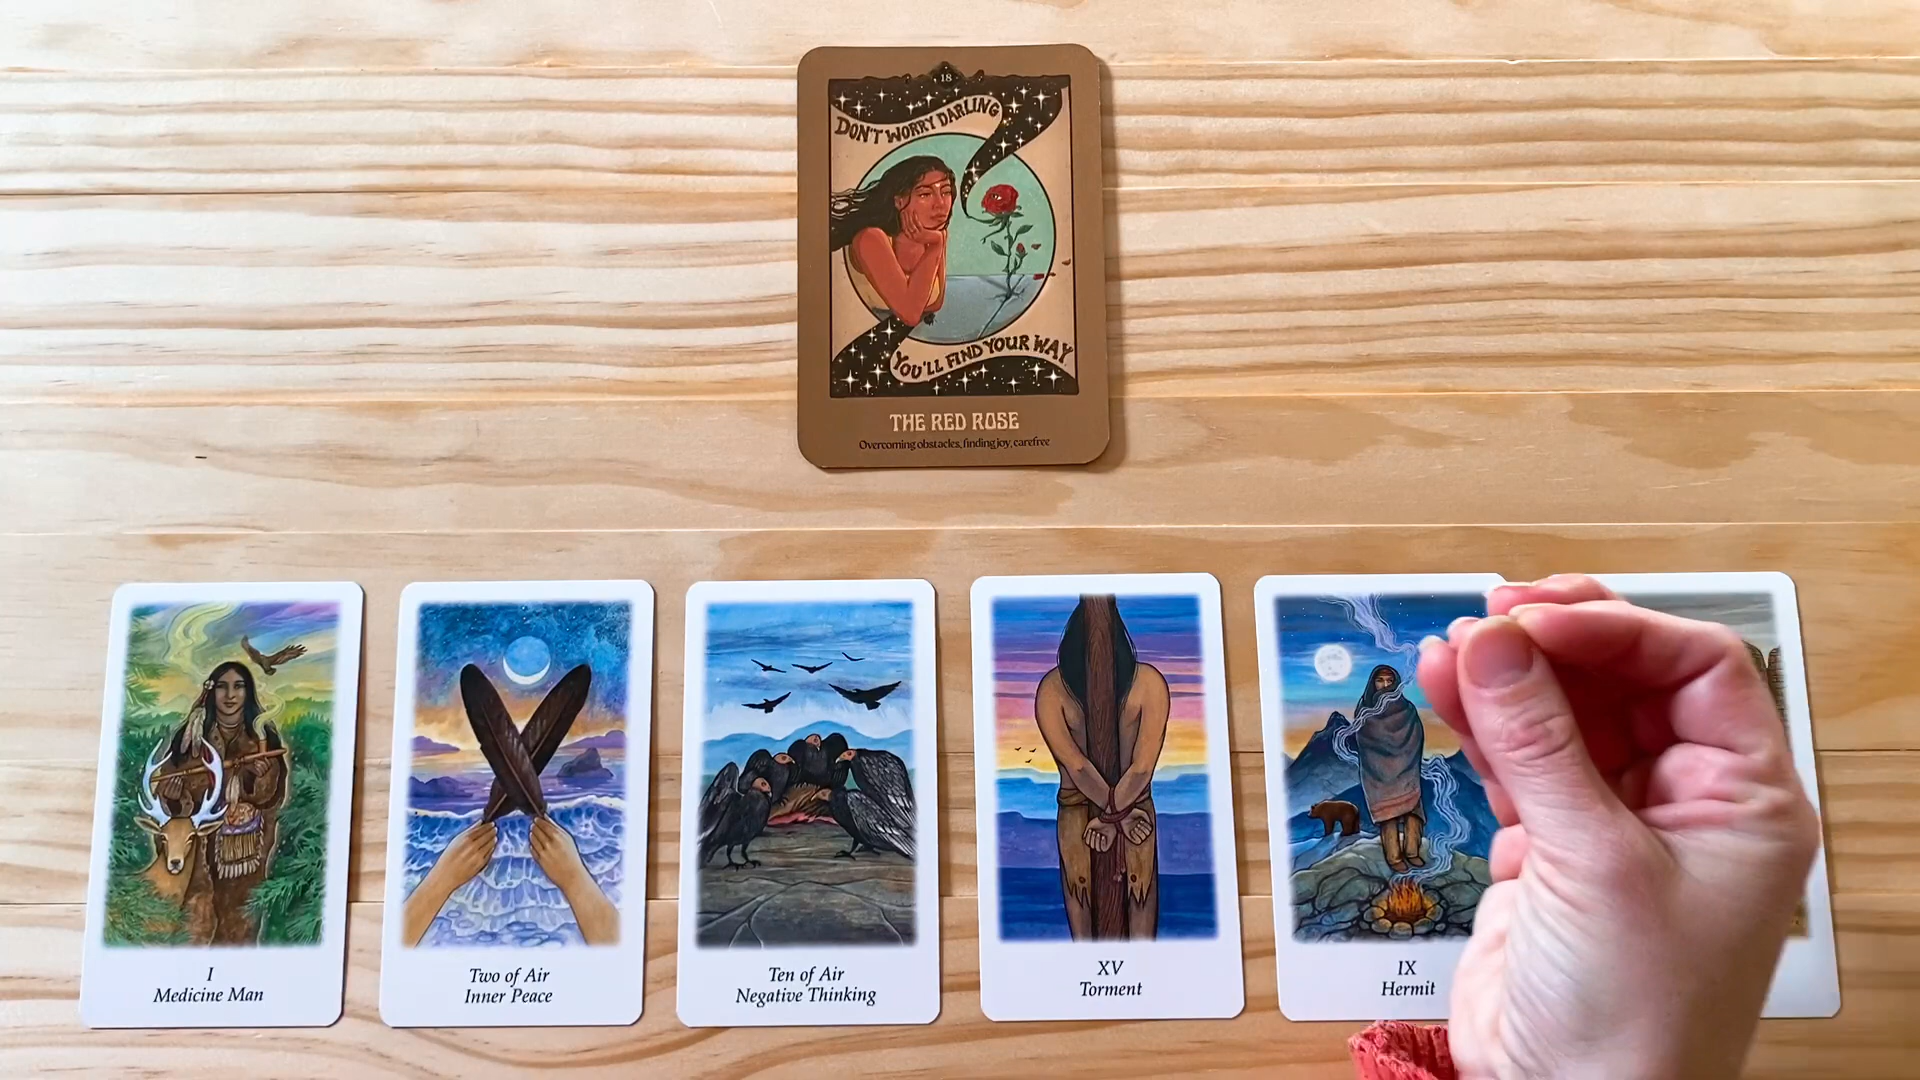 18
DON'T WORRY DARLING
YOU'LL FIND YOUR WAY
THE RED ROSE
Overcoming obstacles, finding joy, carefree
I
Medicine Man
Two of Air
Inner Peace
Ten of Air
Negative Thinking
XV
Torment
IX
Hermit